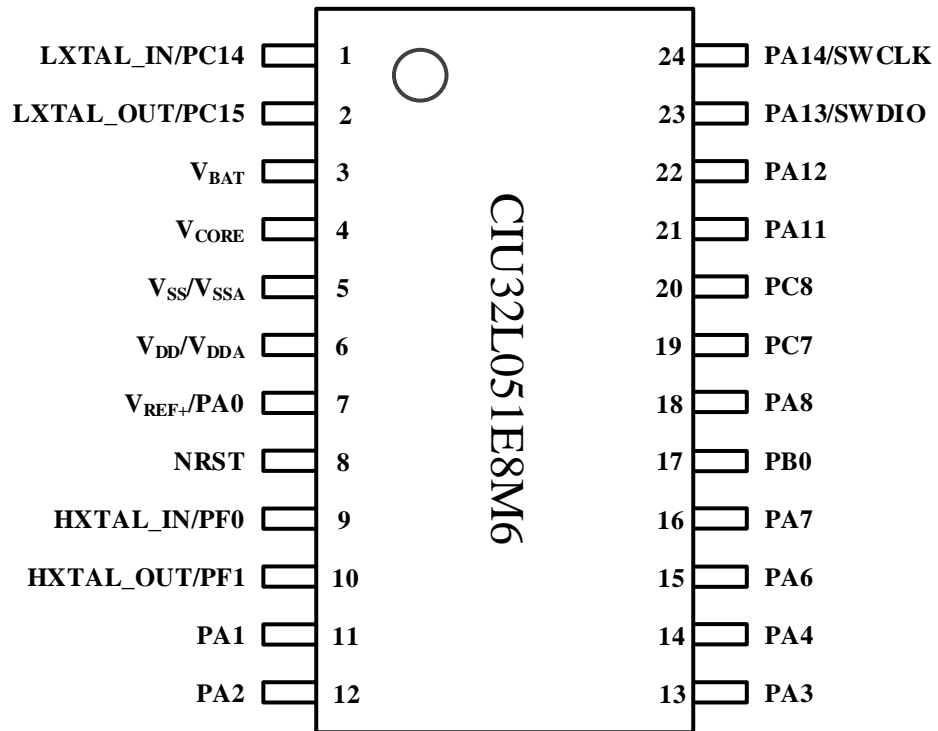 LXTAL_IN/PC14 1 24 PA14/SWCLK
LXTAL_OUT/PC15 2 23 PA13/SWDIO
VBAT 3 22 PA12
VCORE 4 21 PA11
VSS/VSSA 5 20 PC8
VDD/VDDA 6 19 PC7
VREF+/PA0 7 18 PA8
NRST 8 17 PB0
HXTAL_IN/PF0 9 16 PA7
HXTAL_OUT/PF1 10 15 PA6
PA1 11 14 PA4
PA2 12 13 PA3
CIU32L051E8M6